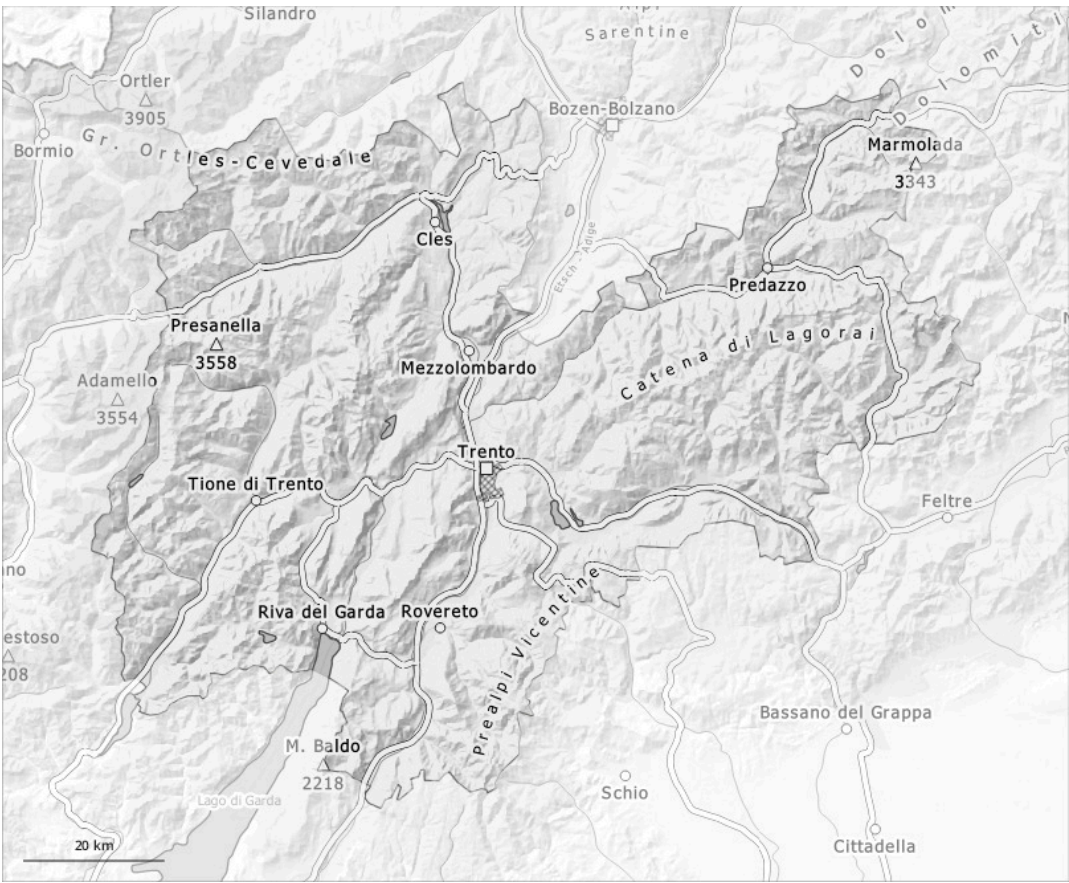 Silandro
Sarentine
Ortler
3905
Bozen-Bolzano
Bormio
Gr. Ortles-Cevedale
Marmolada
3343
Cles
Etsch - Adige
Predazzo
Presanella
3558
Catena di Lagorai
Mezzolombardo
Adamello
3554
Trento
Tione di Trento
Feltre
Riva del Garda
Rovereto
Prealpi Vicentine
208
Bassano del Grappa
M. Baldo
2218
Lago di Garda
Schio
20 km
Cittadella